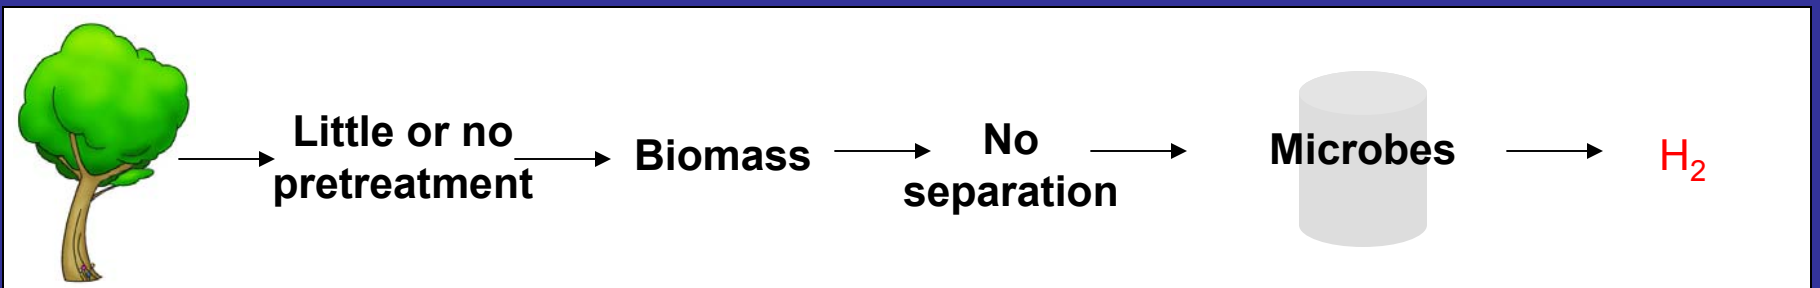 Little or no
pretreatment
Biomass
No
separation
Microbes
H₂